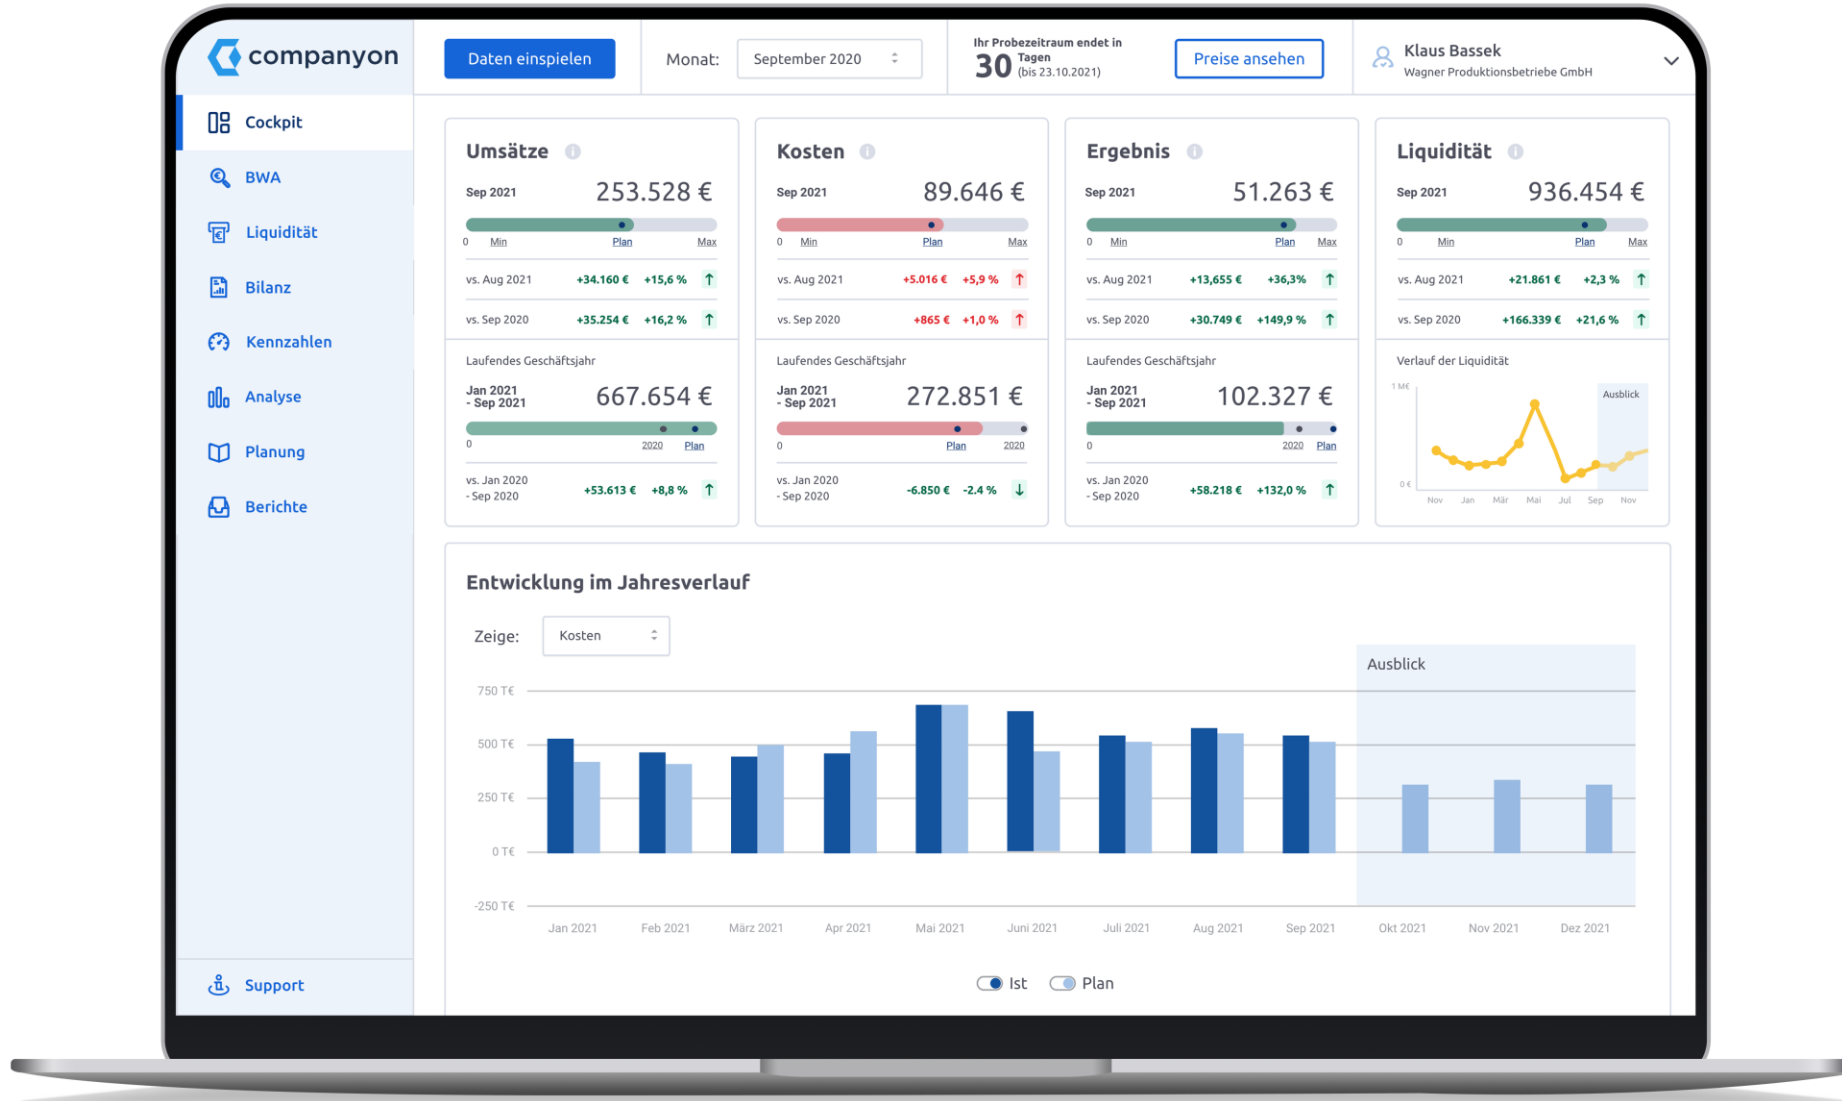 companyon
Daten einspielen
Monat:
September 2020
Ihr Probezeitraum endet in
30 Tagen
(bis 23.10.2021)
Preise ansehen
Klaus Bassek
Wagner Produktionsbetriebe GmbH
Cockpit
BWA
Liquidität
Bilanz
Kennzahlen
Analyse
Planung
Berichte
Support
Umsätze
Sep 2021 253.528 €
0 Min Plan Max
vs. Aug 2021 +34.160 € +15,6 %
vs. Sep 2020 +35.254 € +16,2 %
Laufendes Geschäftsjahr
Jan 2021
- Sep 2021
667.654 €
0 2020 Plan
vs. Jan 2020
- Sep 2020
+53.613 € +8,8 %
Kosten
Sep 2021 89.646 €
0 Min Plan Max
vs. Aug 2021 +5.016 € +5,9 %
vs. Sep 2020 +865 € +1,0 %
Laufendes Geschäftsjahr
Jan 2021
- Sep 2021
272.851 €
0 Plan 2020
vs. Jan 2020
- Sep 2020
-6.850 € -2.4 %
Ergebnis
Sep 2021 51.263 €
0 Min Plan Max
vs. Aug 2021 +13,655 € +36,3%
vs. Sep 2020 +30.749 € +149,9 %
Laufendes Geschäftsjahr
Jan 2021
- Sep 2021
102.327 €
0 2020 Plan
vs. Jan 2020
- Sep 2020
+58.218 € +132,0 %
Liquidität
Sep 2021 936.454 €
0 Min Plan Max
vs. Aug 2021 +21.861 € +2,3 %
vs. Sep 2020 +166.339 € +21,6 %
Verlauf der Liquidität
1 M€
Ausblick
0 €
Nov Jan Mär Mai Jul Sep Nov
Entwicklung im Jahresverlauf
Zeige:
Kosten
Ausblick
750 T€
500 T€
250 T€
0 T€
-250 T€
Jan 2021 Feb 2021 März 2021 Apr 2021 Mai 2021 Juni 2021 Juli 2021 Aug 2021 Sep 2021 Okt 2021 Nov 2021 Dez 2021
Ist Plan